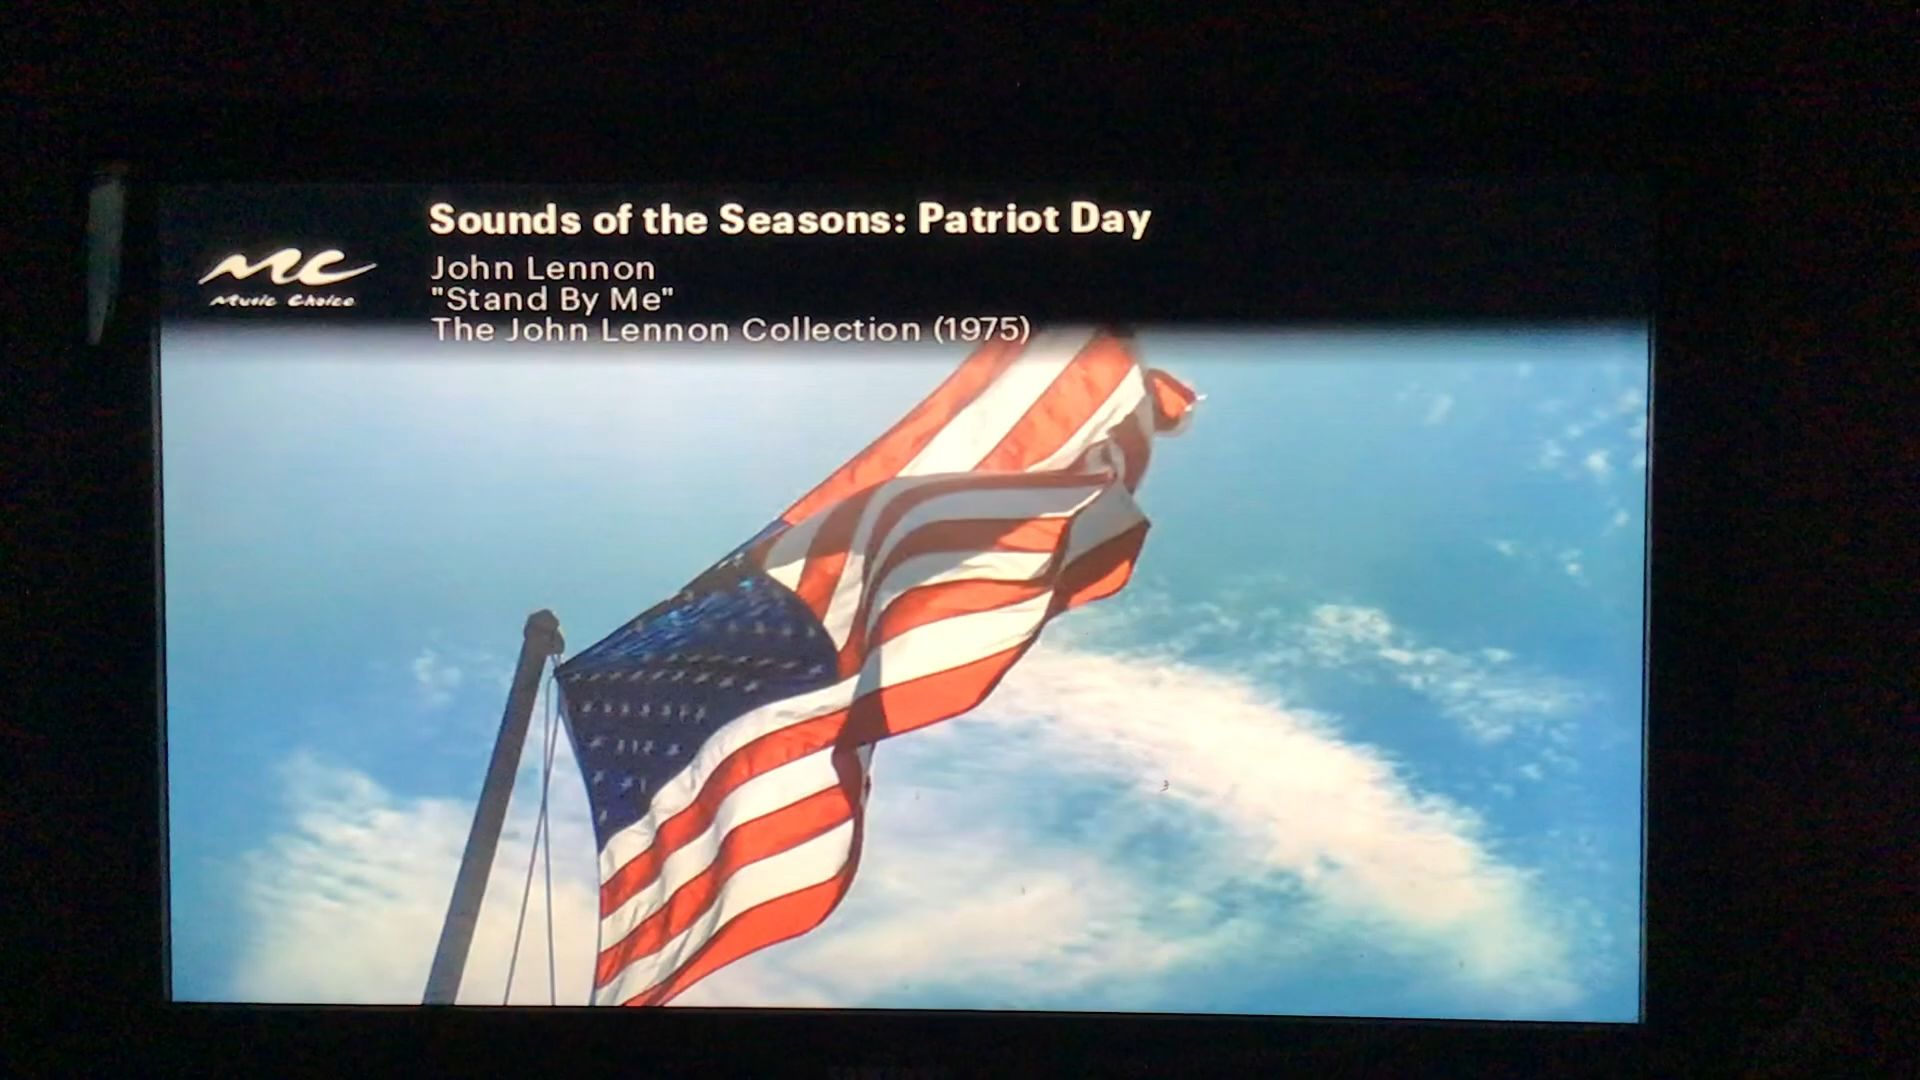 Sounds of the Seasons: Patriot Day
John Lennon
"Stand By Me"
The John Lennon Collection (1975)
MC
Music Choice